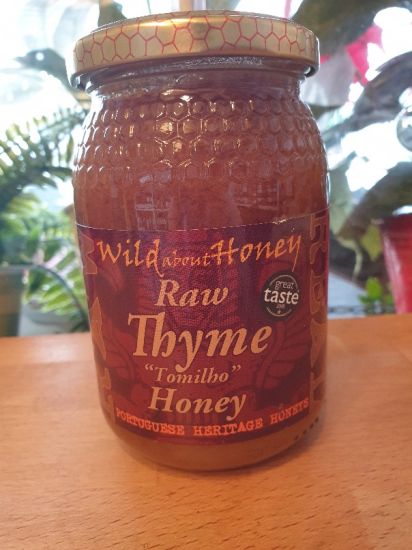 Wild about Honey
Raw
great
taste
Thyme
"Tomilho"
Honey
PORTUGUESE HERITAGE HONEYS